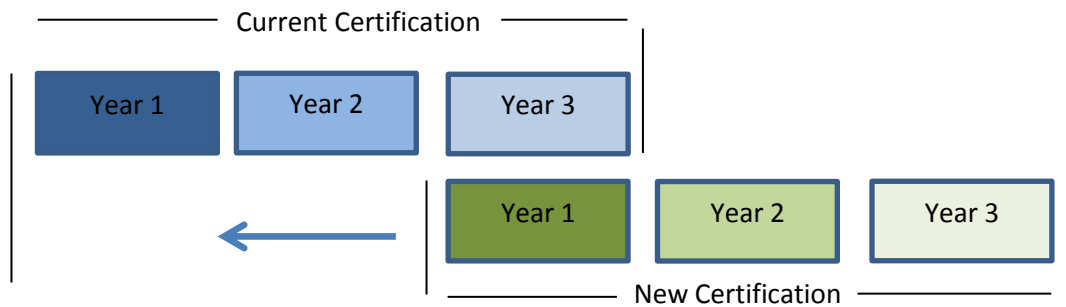 Current Certification
Year 1 Year 2 Year 3
Year 1 Year 2 Year 3
New Certification